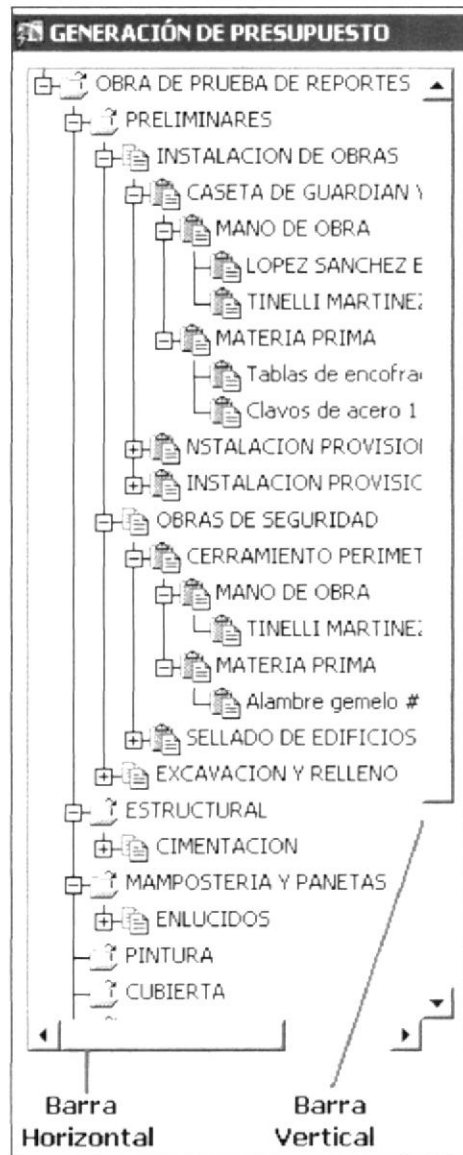 GENERACIÓN DE PRESUPUESTO
OBRA DE PRUEBA DE REPORTES
PRELIMINARES
INSTALACION DE OBRAS
CASETA DE GUARDIAN Y
MANO DE OBRA
LOPEZ SANCHEZ E
TINELLI MARTINEZ
MATERIA PRIMA
Tablas de encofra
Clavos de acero 1
NSTALACION PROVISIO
INSTALACION PROVISIC
OBRAS DE SEGURIDAD
CERRAMIENTO PERIMET
MANO DE OBRA
TINELLI MARTINEZ
MATERIA PRIMA
Alambre gemelo #
SELLADO DE EDIFICIOS
EXCAVACION Y RELLENO
ESTRUCTURAL
CIMENTACION
MAMPOSTERIA Y PANETAS
ENLUCIDOS
PINTURA
CUBIERTA
Barra Horizontal
Barra Vertical